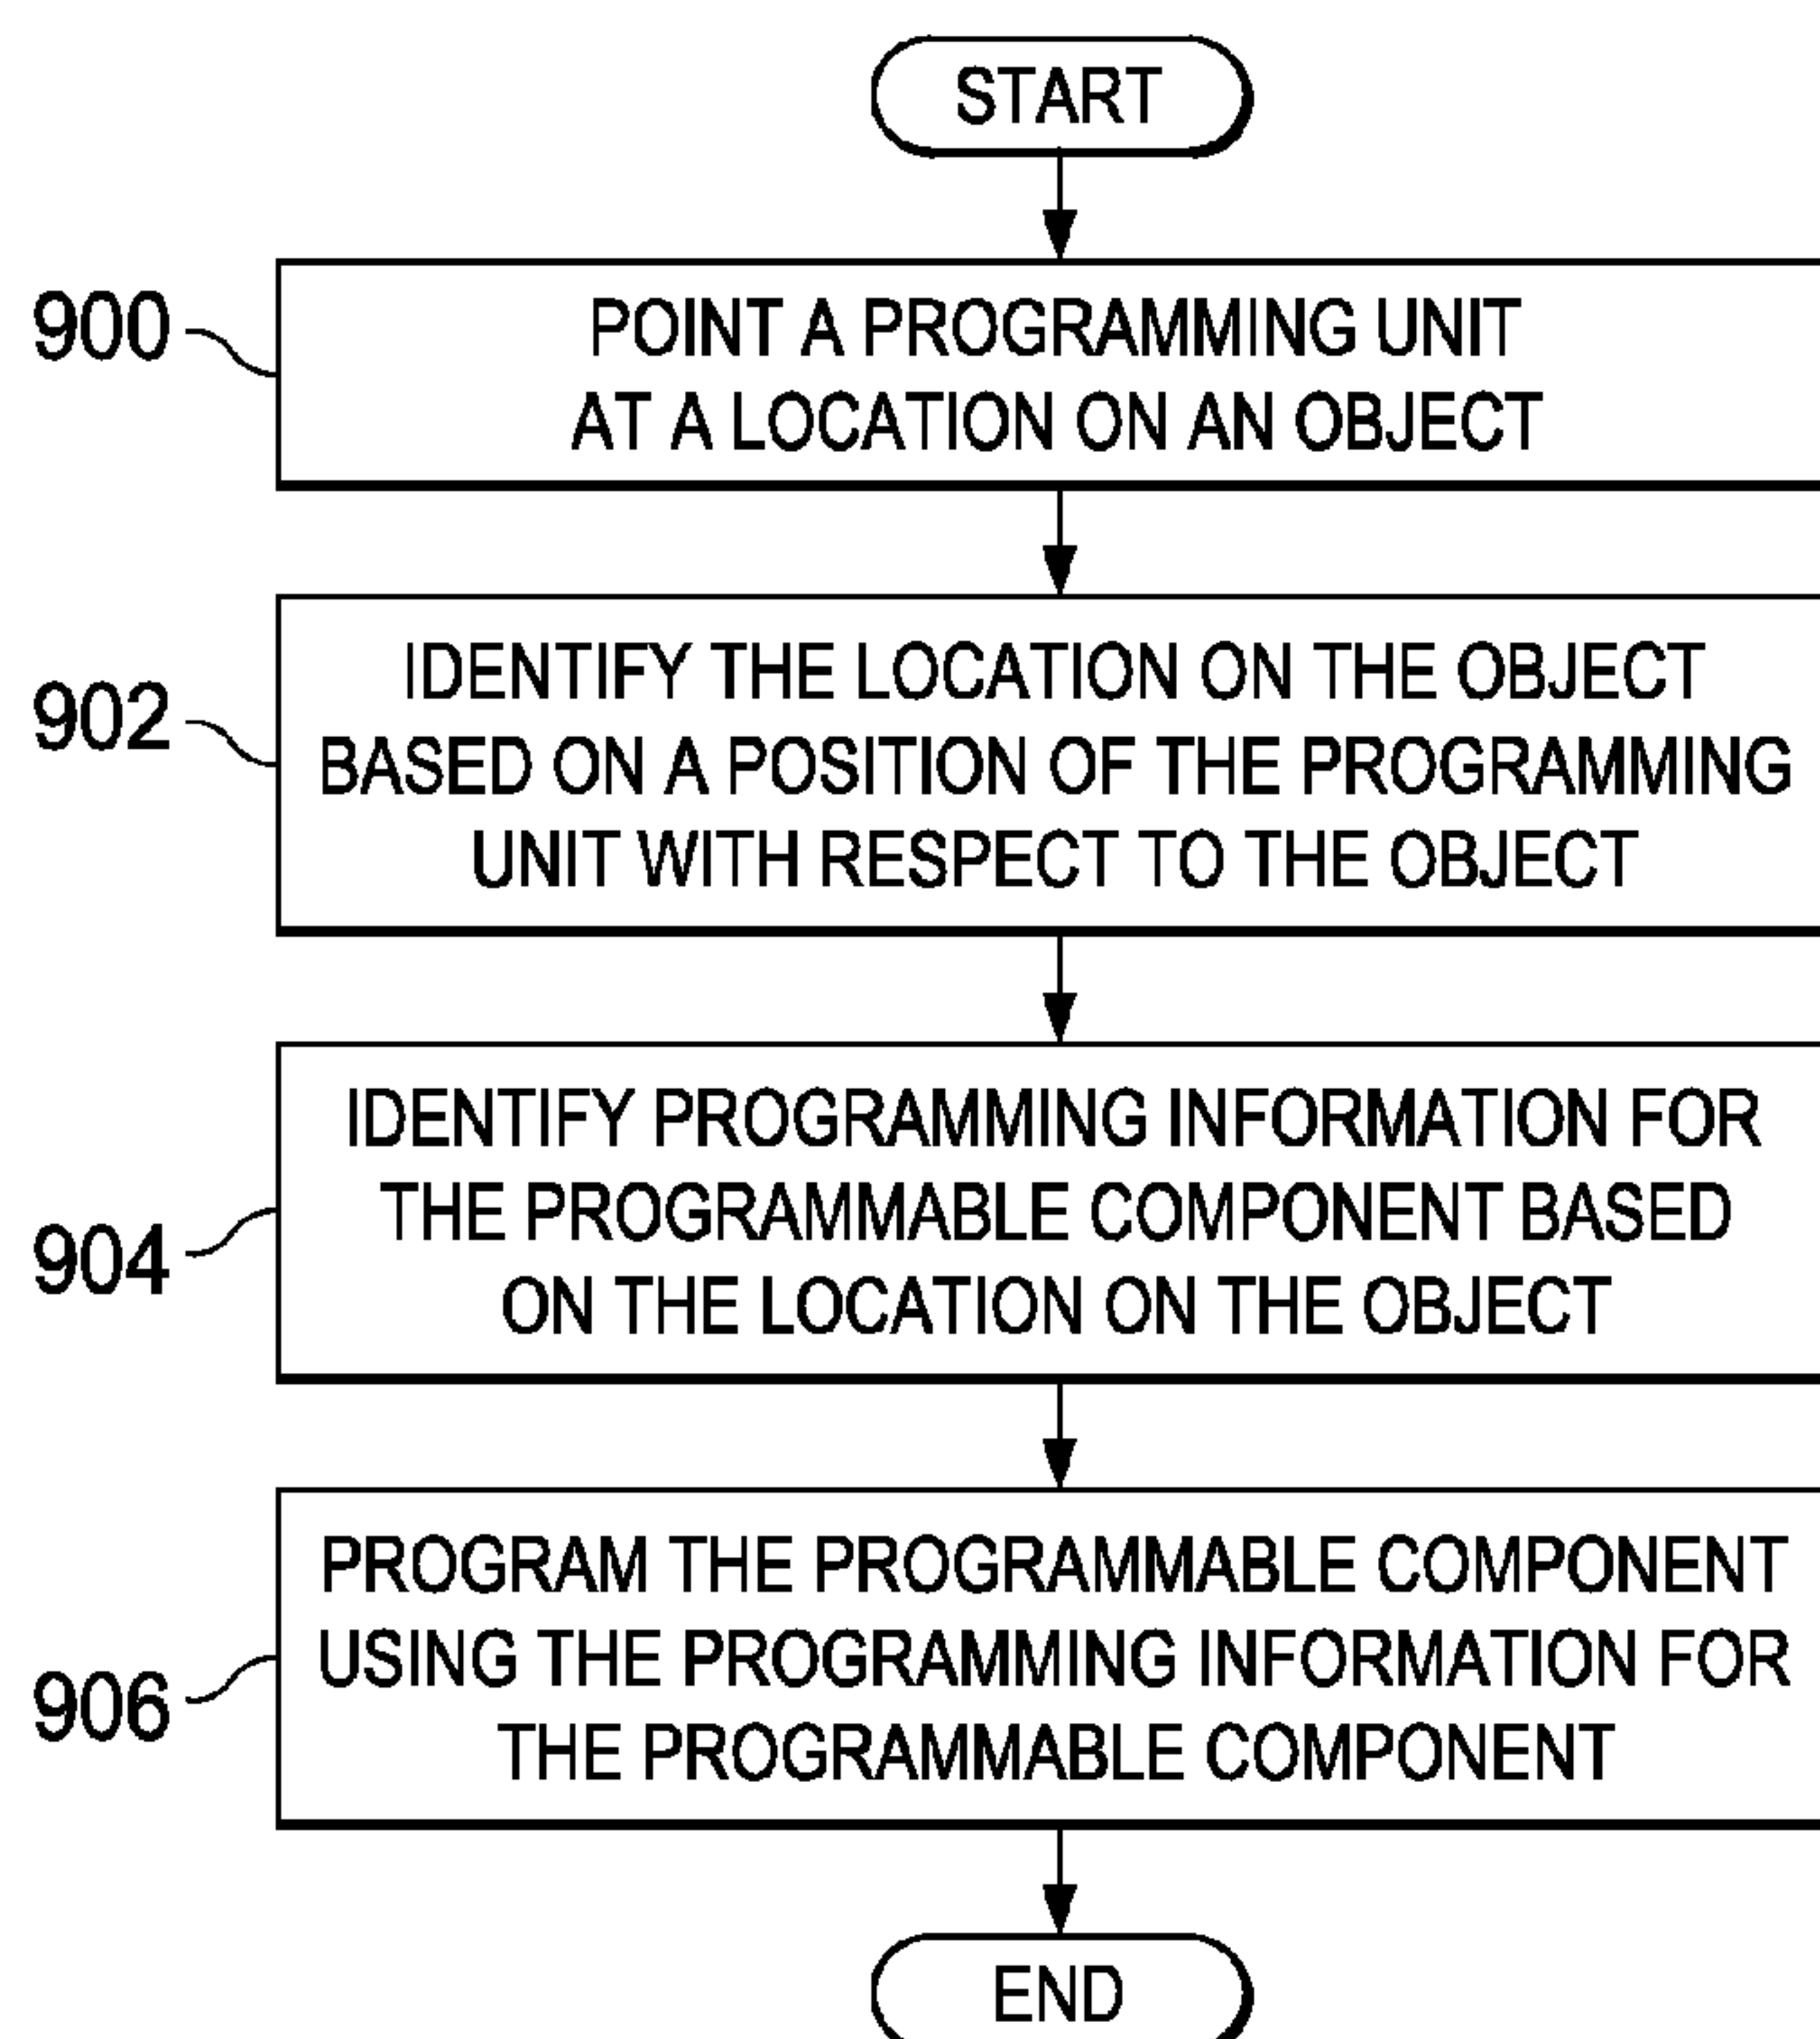 START
900
POINT A PROGRAMMING UNIT
AT A LOCATION ON AN OBJECT
902
IDENTIFY THE LOCATION ON THE OBJECT
BASED ON A POSITION OF THE PROGRAMMING
UNIT WITH RESPECT TO THE OBJECT
904
IDENTIFY PROGRAMMING INFORMATION FOR
THE PROGRAMMABLE COMPONENT BASED
ON THE LOCATION ON THE OBJECT
906
PROGRAM THE PROGRAMMABLE COMPONENT
USING THE PROGRAMMING INFORMATION FOR
THE PROGRAMMABLE COMPONENT
END